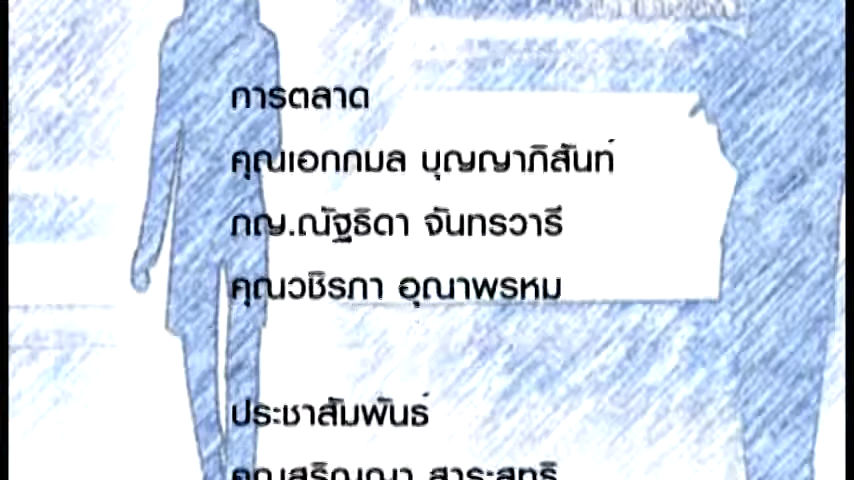 การตลาด
คุณเอกกมล บุญญาภิสันท์
ภญ.ณัฐธิดา จันทรวารี
คุณวชิรภา อุณาพรหม
ประชาสัมพันธ์